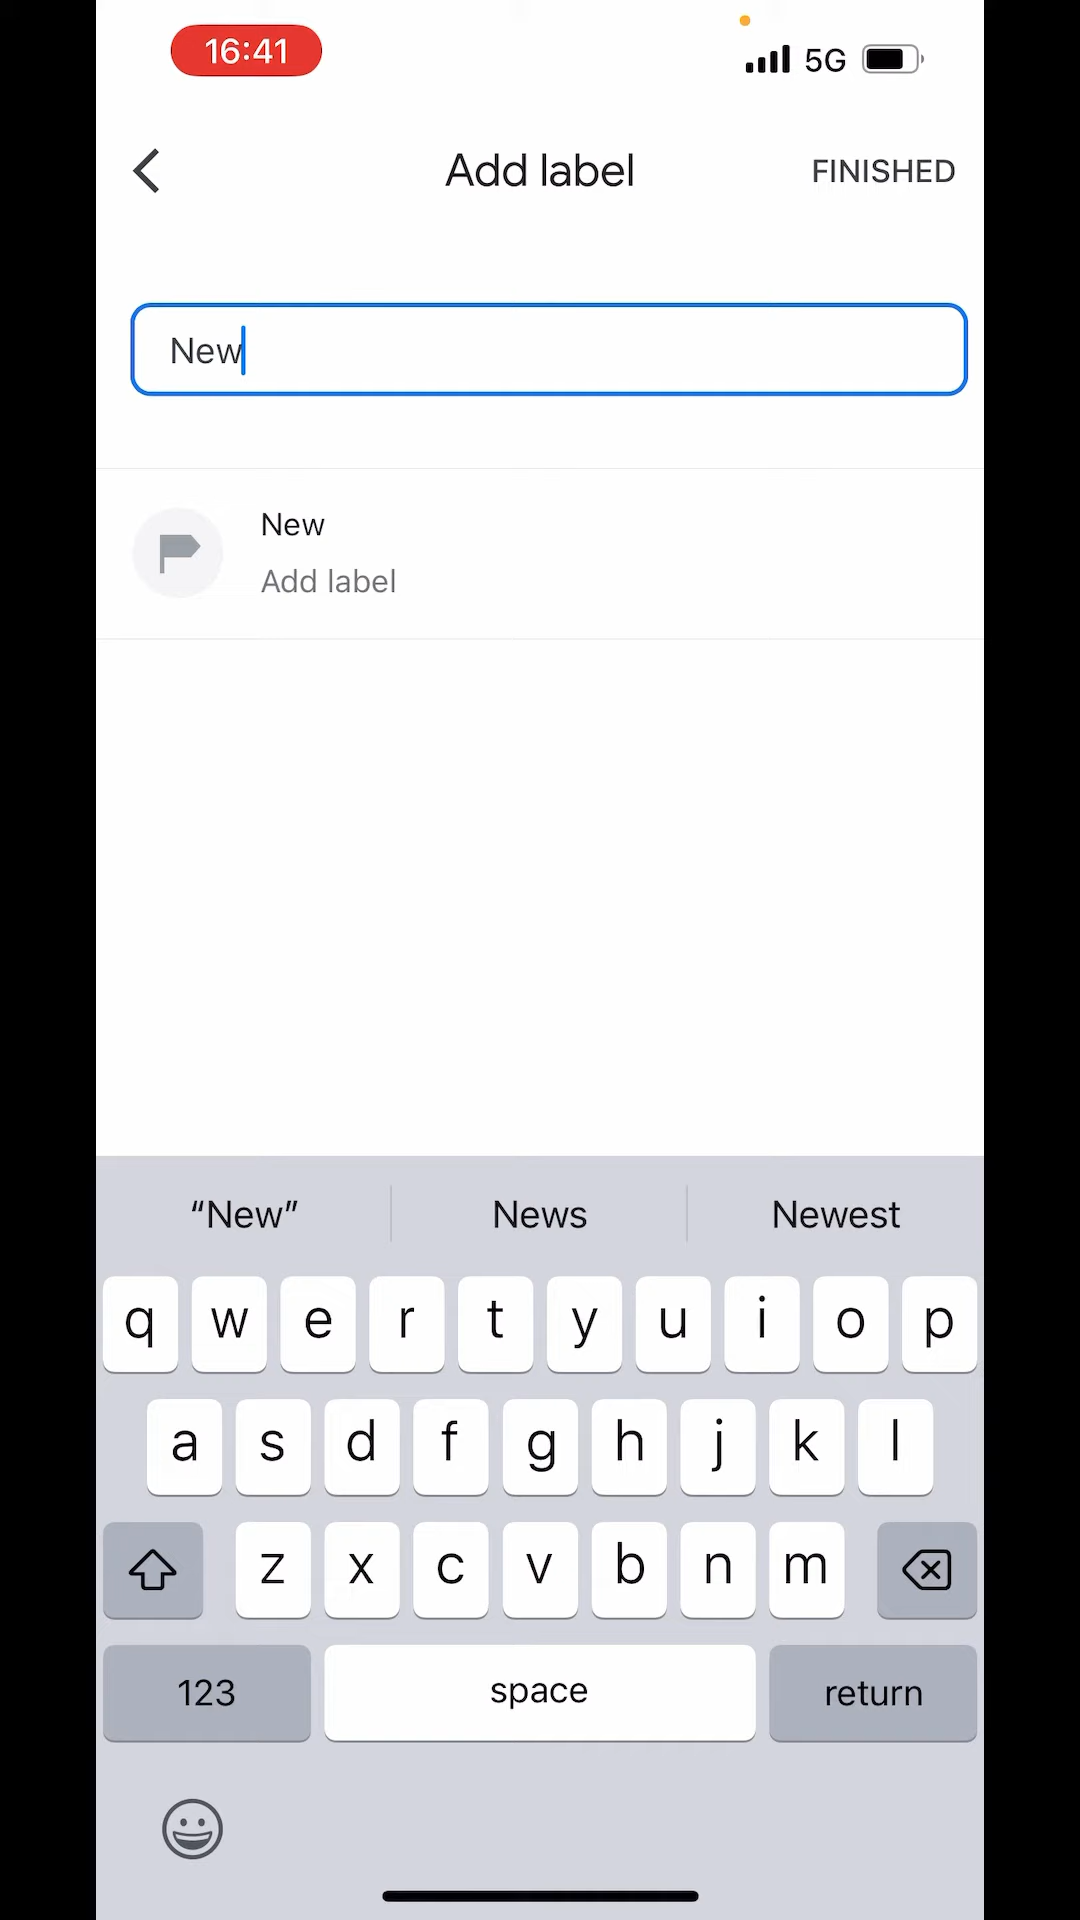 16:41
5G
Add label
FINISHED
New
New
Add label
“New” News Newest
q w e r t y u i o p
a s d f g h j k l
z x c v b n m
123 space return